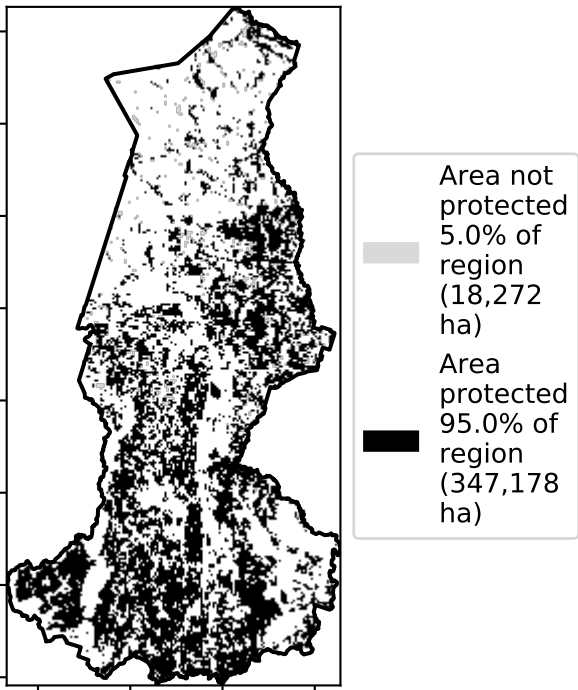 Area not
protected
5.0% of
region
(18,272
ha)
Area
protected
95.0% of
region
(347,178
ha)